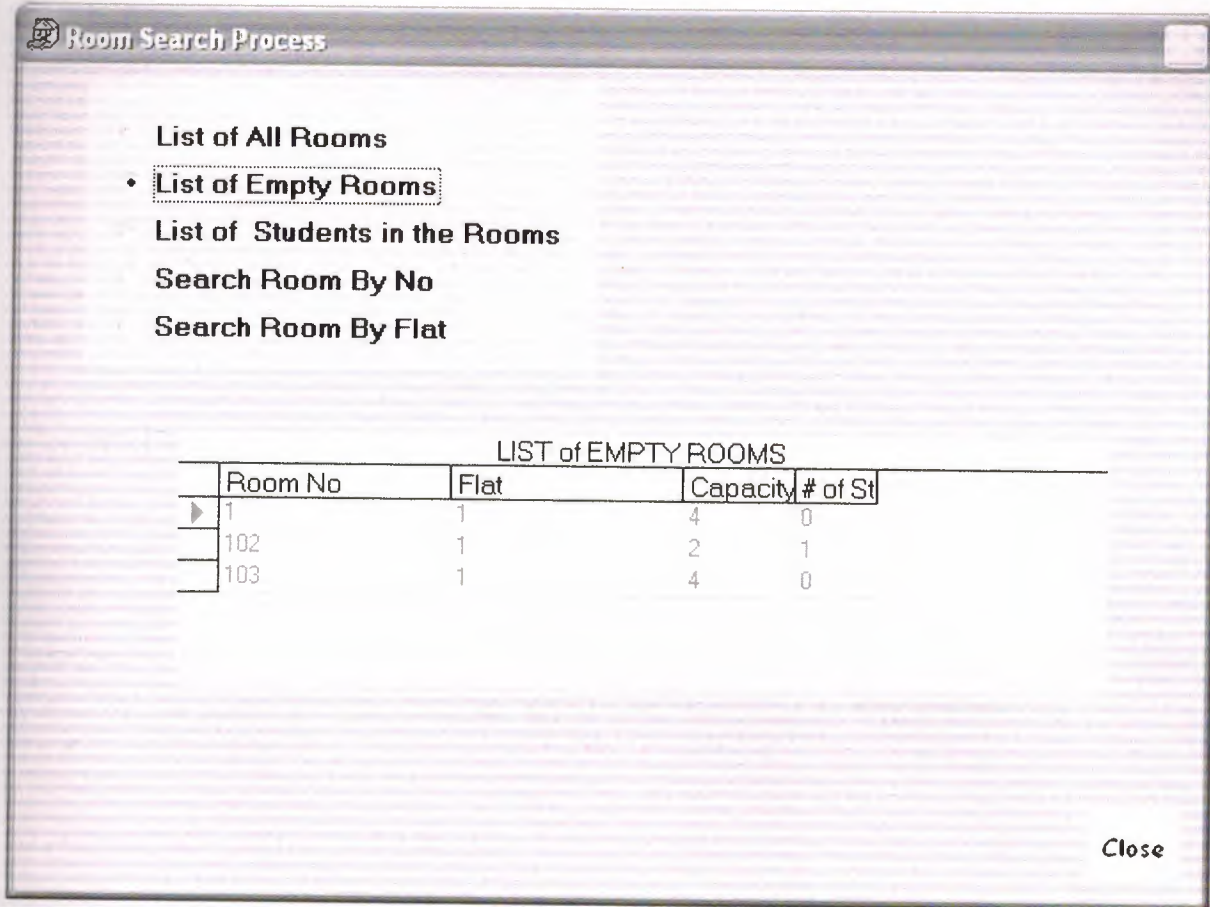 Room Search Process
List of All Rooms
List of Empty Rooms
List of Students in the Rooms
Search Room By No
Search Room By Flat
LIST of EMPTY ROOMS
Room No Flat Capacity # of St
1 1 4 0
102 1 2 1
103 1 4 0
Close